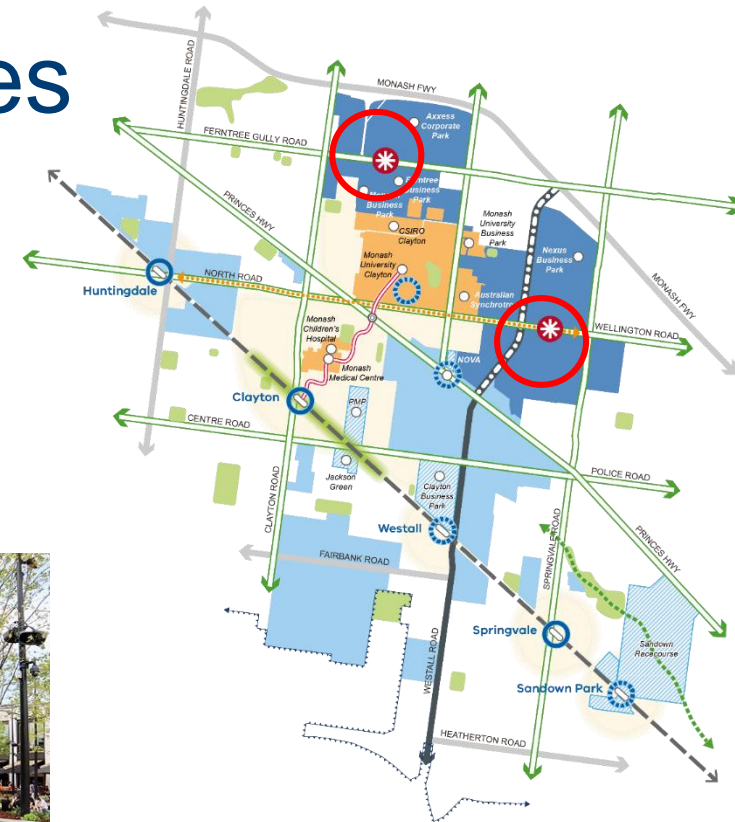 es
MONASH FWY
HUNTINGDALE ROAD
Axxess
Corporate
Park
FERNTREE GULLY ROAD
PRINCES HWY
Business Park
Business
Park
CSIRO
Clayton
Monash
University
Business
Park
Nexus
Business
Park
Monash
University
Clayton
MONASH FWY
NORTH ROAD
Huntingdale
Australian
Synchrotron
WELLINGTON ROAD
Monash
Children's
Hospital
NOVA
Monash
Medical Centre
Clayton
PMP
CENTRE ROAD
POLICE ROAD
CLAYTON ROAD
Jackson
Green
Clayton
Business
Park
Westall
SPRINGVALE ROAD
PRINCES HWY
FAIRBANK ROAD
WESTALL ROAD
Springvale
Sandown
Racecourse
Sandown Park
HEATHERTON ROAD